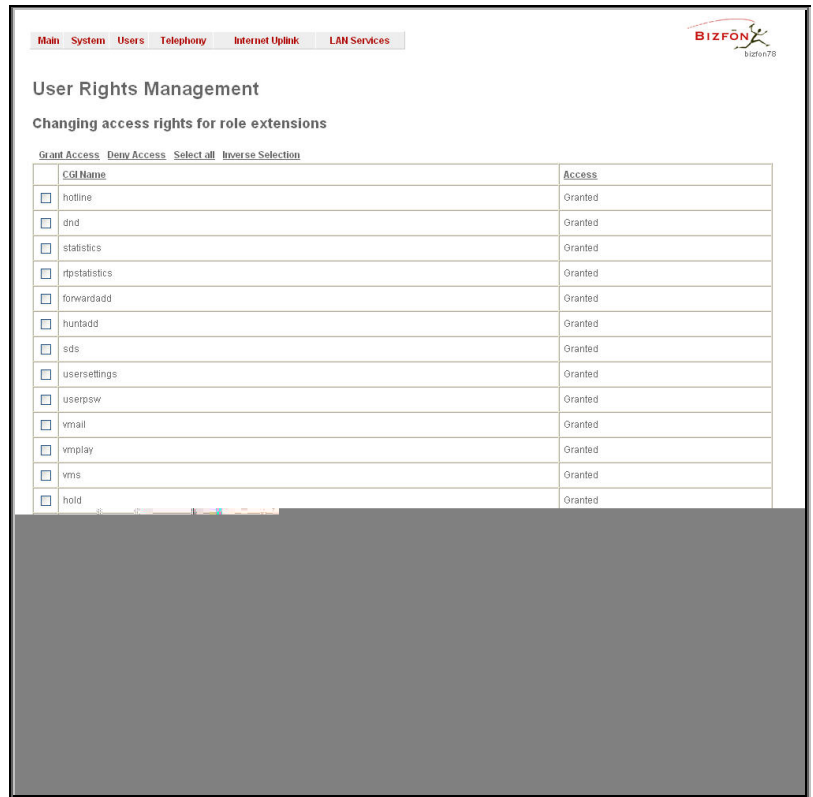 Main System Users Telephony Internet Uplink LAN Services
BIZFŌN
bizfon78
User Rights Management
Changing access rights for role extensions
Grant Access Deny Access Select all Inverse Selection
CGI Name Access
hotline Granted
dnd Granted
statistics Granted
rtpstatistics Granted
forwardadd Granted
huntadd Granted
sds Granted
usersettings Granted
userpsw Granted
vmail Granted
vmplay Granted
vms Granted
hold Granted